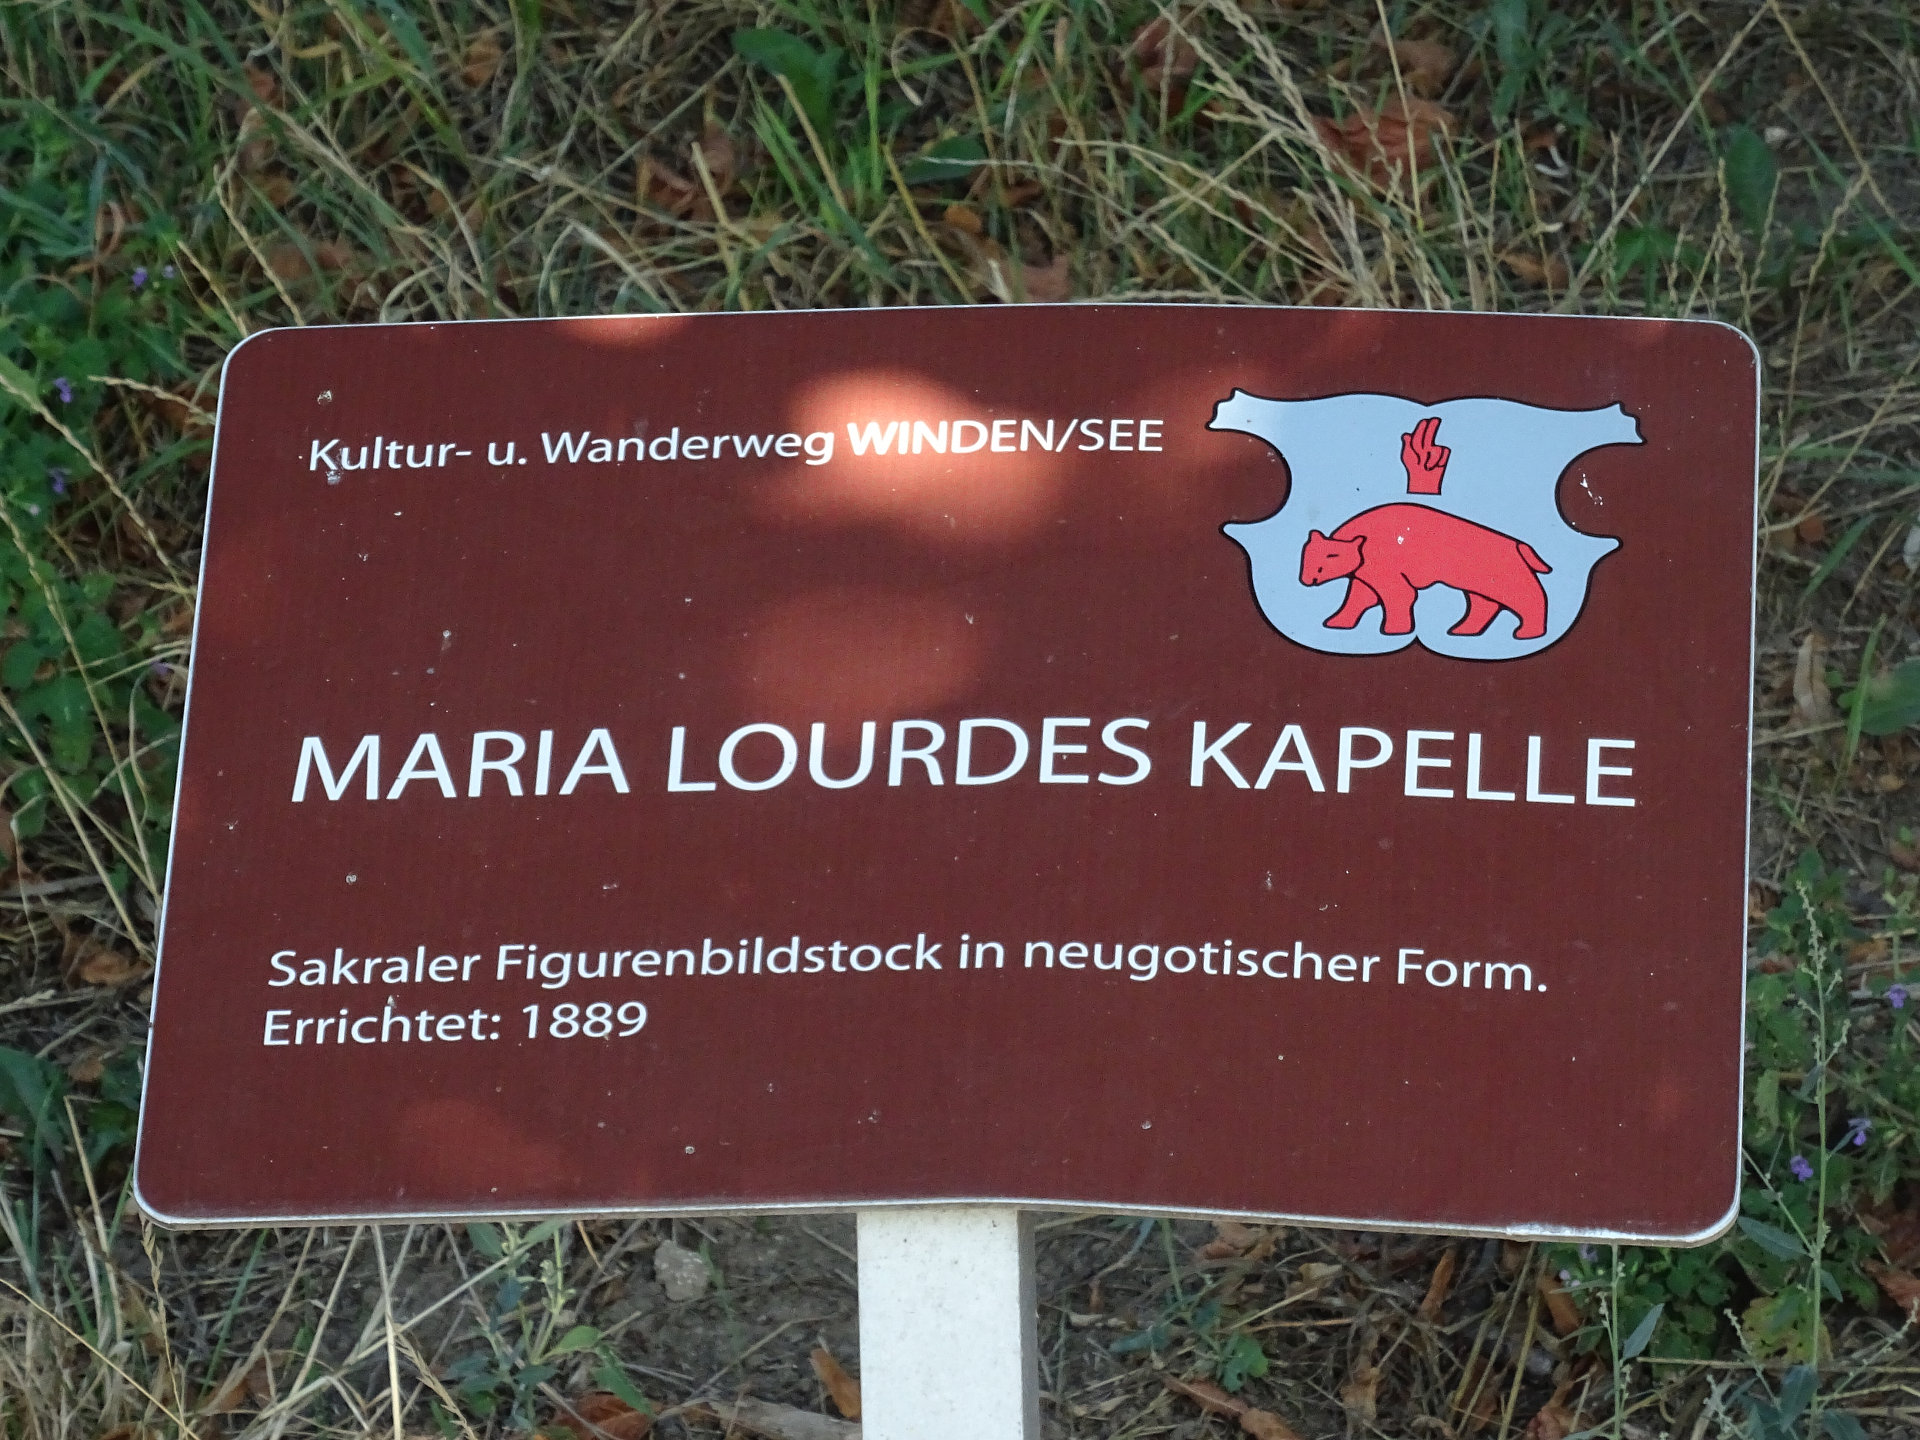 Kultur- u. Wanderweg WINDEN/SEE
MARIA LOURDES KAPELLE
Sakraler Figurenbildstock in neugotischer Form.
Errichtet: 1889